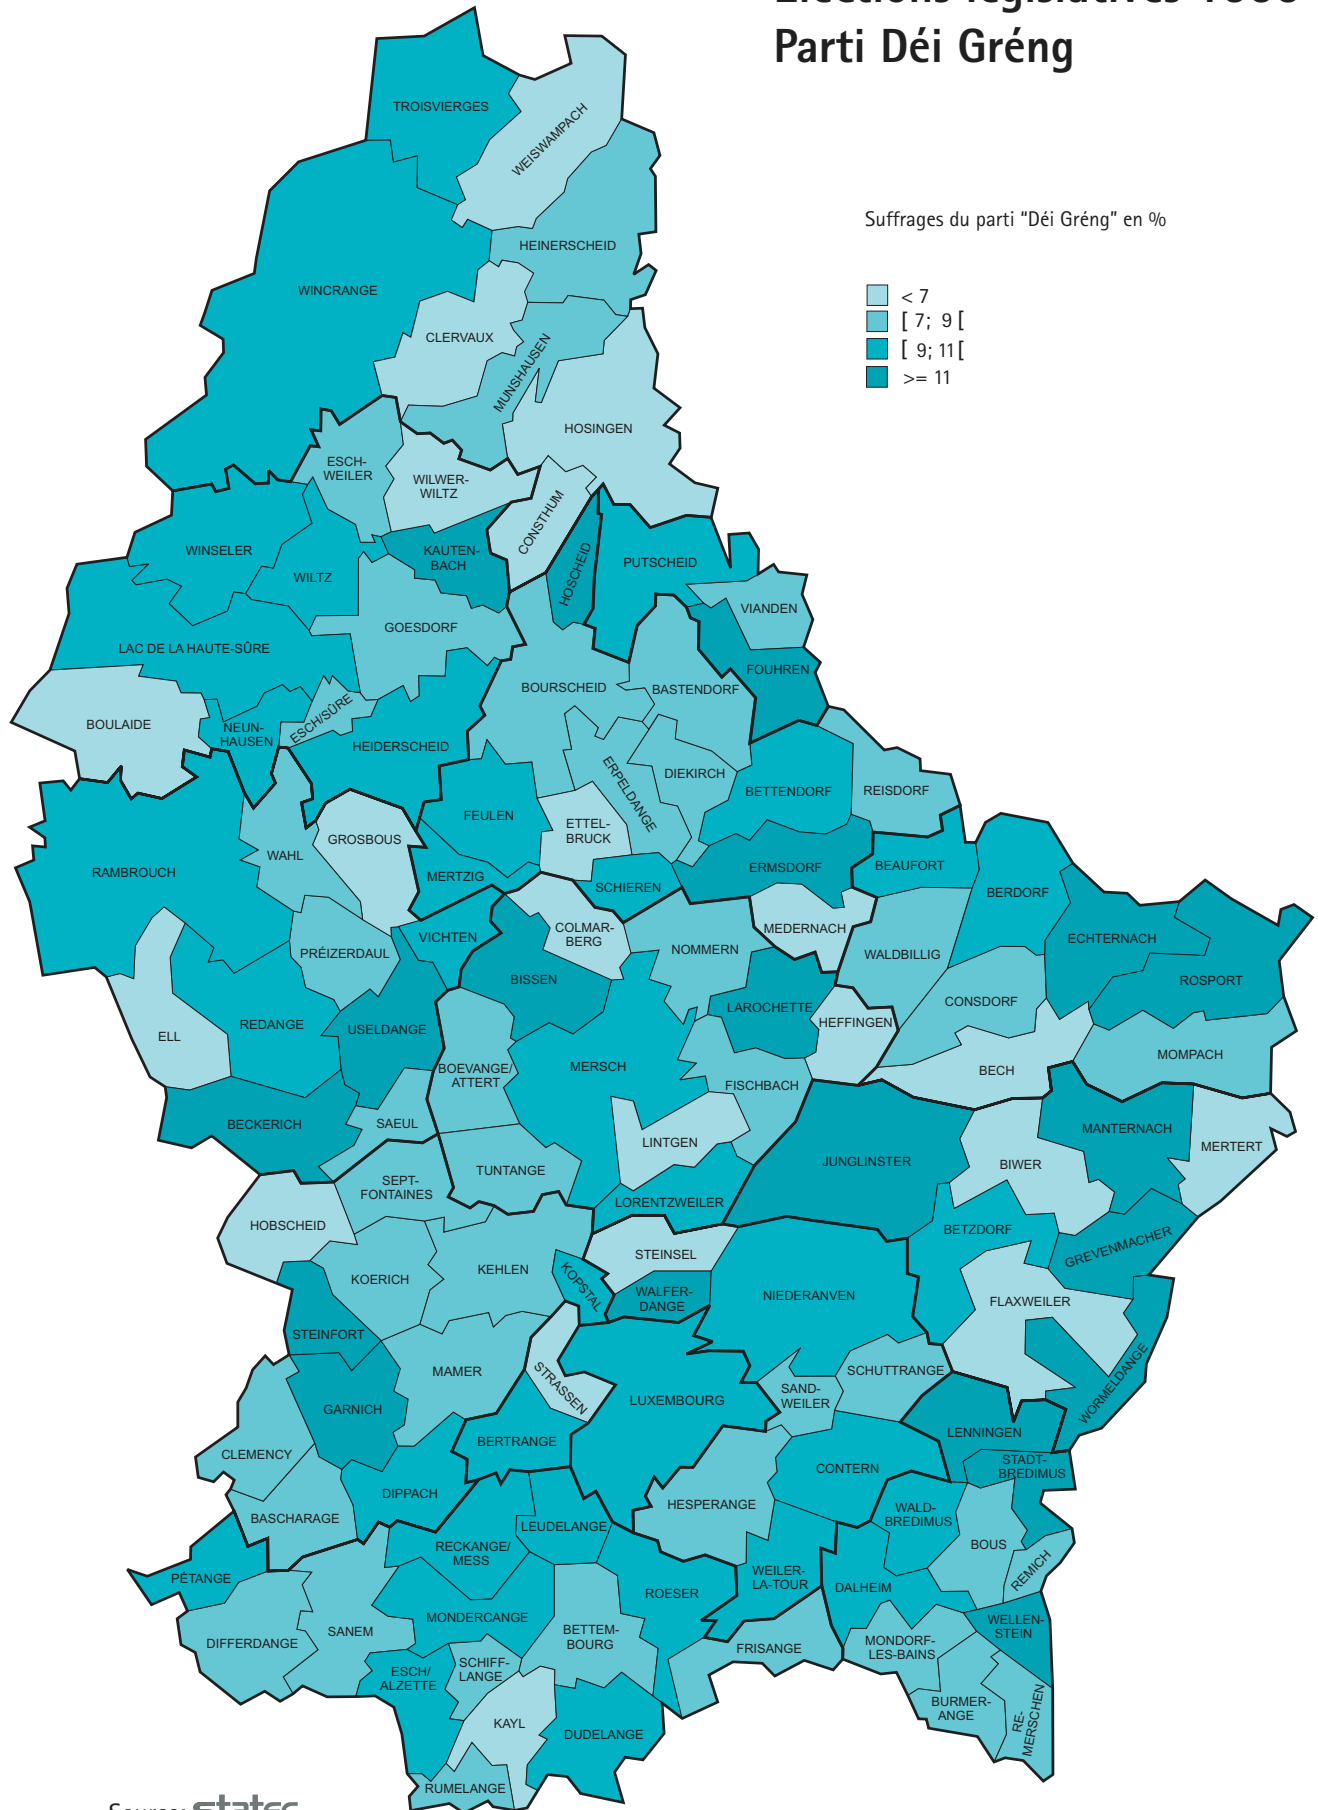 Parti Déi Gréng
Suffrages du parti "Déi Gréng" en %
< 7
[ 7; 9 [
[ 9; 11 [
>= 11
TROISVIERGES
WEISWAMPACH
HEINERSCHEID
WINCRANGE
CLERVAUX
MUNSHAUSEN
HOSINGEN
ESCH-
WEILER
WILWER-
WILTZ
CONSTHUM
WINSELER
WILTZ
KAUTEN-
BACH
HOSCHEID
PUTSCHEID
VIANDEN
GOESDORF
LAC DE LA HAUTE-SÛRE
FOUHREN
BOURSCHEID
BASTENDORF
BOULAIDE
NEUN-
HAUSEN
ESCH/SÛRE
HEIDERSCHEID
ERPELDANGE
DIEKIRCH
BETTENDORF
REISDORF
FEULEN
ETTEL-
BRUCK
GROSBOUS
WAHL
RAMBROUCH
MERTZIG
SCHIEREN
ERMSDORF
BEAUFORT
BERDORF
VICHTEN
COLMAR-
BERG
MEDERNACH
NOMMERN
WALDBILLIG
ECHTERNACH
ROSPORT
PRÉIZERDAUL
BISSEN
LAROCHETTE
HEFFINGEN
CONSDORF
ELL
REDANGE
USELDANGE
BOEVANGE/
ATTERT
MERSCH
FISCHBACH
BECH
MOMPACH
BECKERICH
SAEUL
LINTGEN
JUNGLINSTER
BIWER
MANTERNACH
MERTERT
SEPT-
FONTAINES
TUNTANGE
LORENTZWEILER
HOBSCHEID
BETZDORF
GREVENMACHER
KOERICH
KEHLEN
KOPSTAL
STEINSEL
WALFER-
DANGE
NIEDERANVEN
FLAXWEILER
STEINFORT
MAMER
STRASSEN
LUXEMBOURG
SAND-
WEILER
SCHUTTRANGE
WORMELDANGE
GARNICH
CLEMENCY
BERTRANGE
LENNINGEN
CONTERN
STADT-
BREDIMUS
DIPPACH
BASCHARAGE
HESPERANGE
WALD-
BREDIMUS
LEUDELANGE
RECKANGE/
MESS
BOUS
REMICH
PÉTANGE
WEILER-
LA-TOUR
DALHEIM
ROESER
MONDERCANGE
DIFFERDANGE
SANEM
BETTEM-
BOURG
FRISANGE
MONDORF-
LES-BAINS
WELLEN-
STEIN
ESCH/
ALZETTE
SCHIFF-
LANGE
KAYL
DUDELANGE
BURMER-
ANGE
RE-
MERSCHEN
RUMELANGE